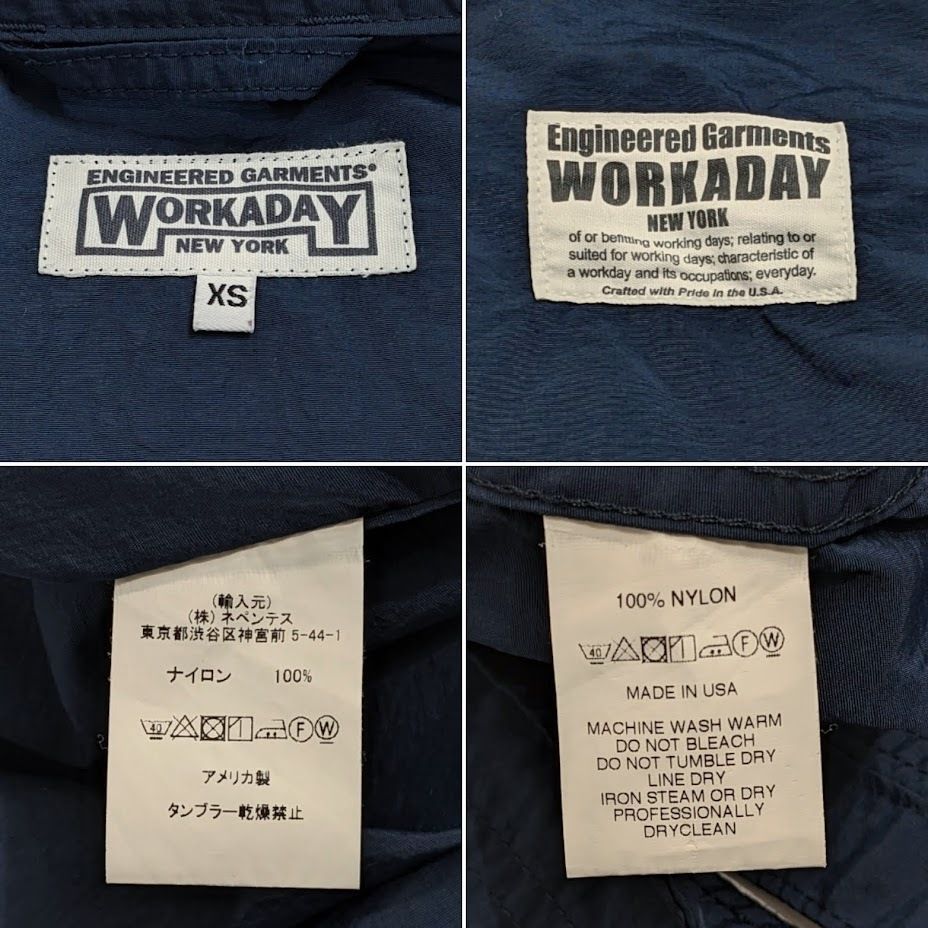 ENGINEERED GARMENTS®
WORKADAY
NEW YORK
XS
Engineered Garments
WORKADAY
NEW YORK
of or befitting working days; relating to or
suited for working days; characteristic of
a workday and its occupations; everyday.
Crafted with Pride in the U.S.A.
(輸入元)
(株) ネペンテス
東京都渋谷区神宮前 5-44-1
ナイロン 100%
40 F W
アメリカ製
タンブラー乾燥禁止
100% NYLON
40 F W
MADE IN USA
MACHINE WASH WARM
DO NOT BLEACH
DO NOT TUMBLE DRY
LINE DRY
IRON STEAM OR DRY
PROFESSIONALLY
DRYCLEAN